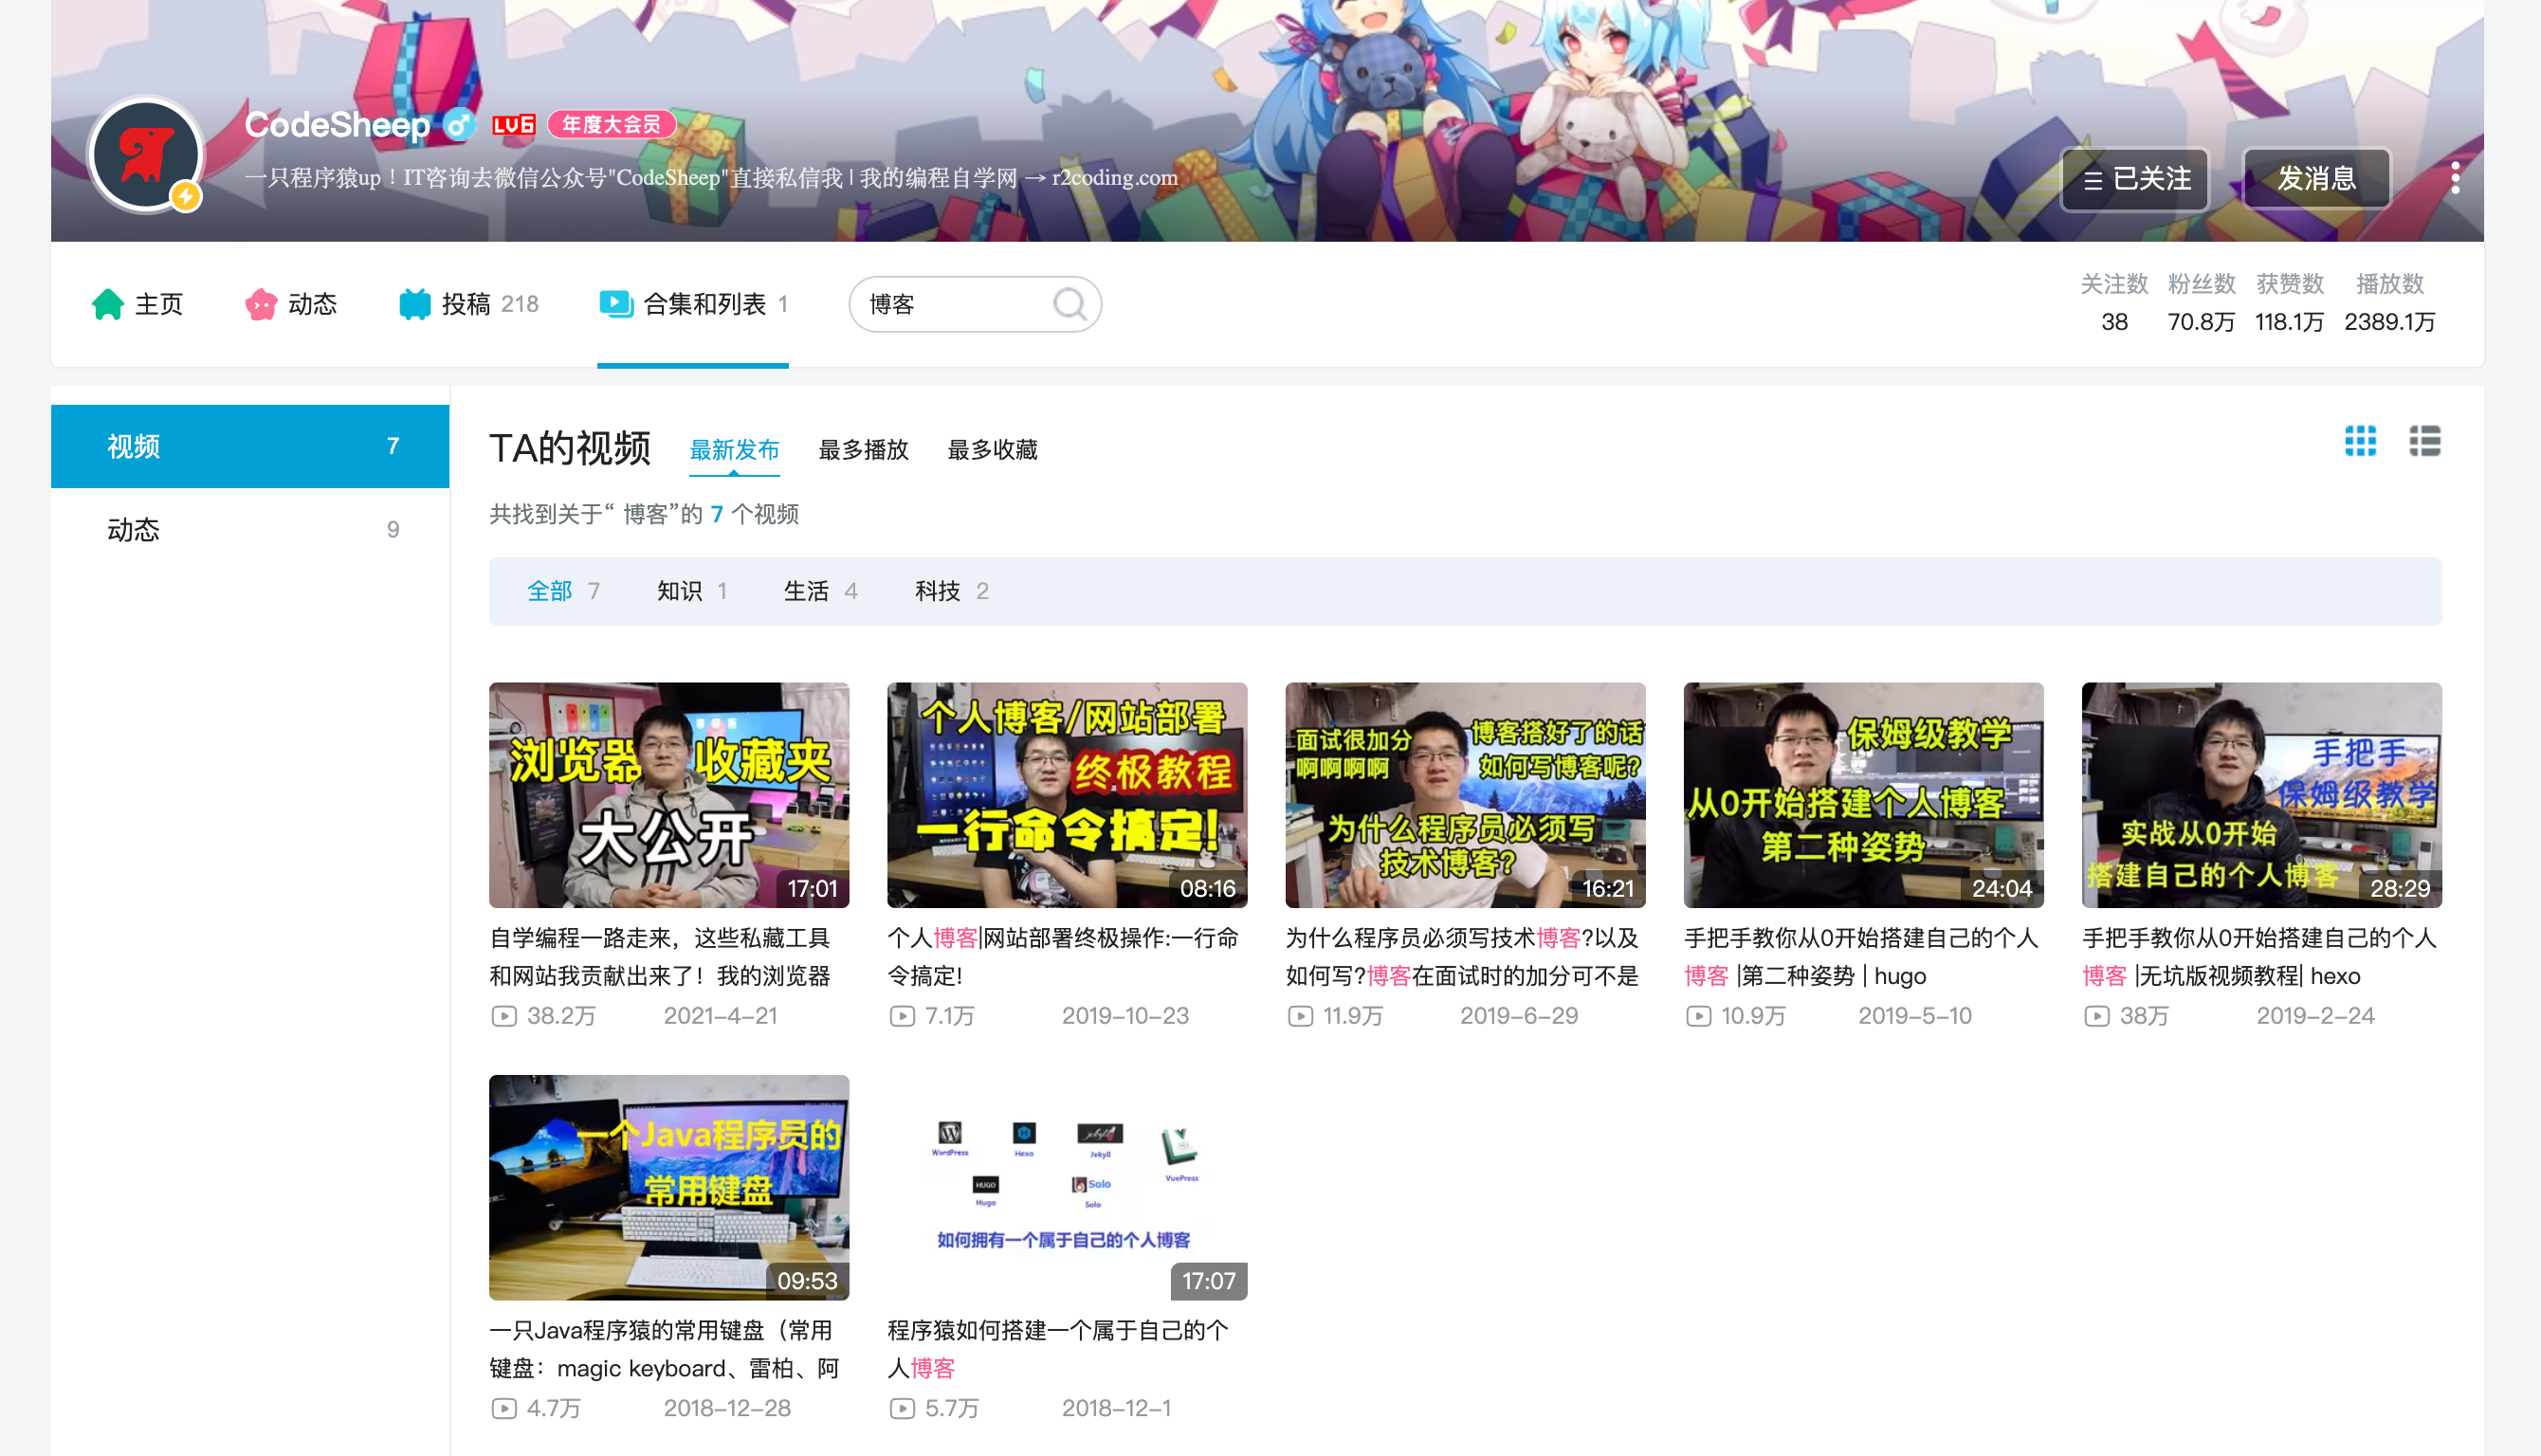 CodeSheep LV6 年度大会员
一只程序猿up！IT咨询去微信公众号"CodeSheep"直接私信我 | 我的编程自学网 → r2coding.com
已关注
发消息
主页
动态
投稿 218
合集和列表 1
博客
关注数 粉丝数 获赞数 播放数
38 70.8万 118.1万 2389.1万
视频 7
动态 9
TA的视频 最新发布 最多播放 最多收藏
共找到关于“ 博客”的 7 个视频
全部 7 知识 1 生活 4 科技 2
浏览器收藏夹
大公开
17:01
自学编程一路走来，这些私藏工具
和网站我贡献出来了！我的浏览器
38.2万 2021-4-21
个人博客/网站部署
终极教程
一行命令搞定!
08:16
个人博客|网站部署终极操作:一行命
令搞定!
7.1万 2019-10-23
面试很加分
啊啊啊啊
博客搭好了的话
如何写博客呢?
为什么程序员必须写
技术博客?
16:21
为什么程序员必须写技术博客?以及
如何写?博客在面试时的加分可不是
11.9万 2019-6-29
保姆级教学
从0开始搭建个人博客
第二种姿势
24:04
手把手教你从0开始搭建自己的个人
博客 |第二种姿势 | hugo
10.9万 2019-5-10
手把手
保姆级教学
实战从0开始
搭建自己的个人博客
28:29
手把手教你从0开始搭建自己的个人
博客 |无坑版视频教程| hexo
38万 2019-2-24
一个Java程序员的
常用键盘
09:53
一只Java程序猿的常用键盘（常用
键盘：magic keyboard、雷柏、阿
4.7万 2018-12-28
WordPress Hexo Jekyll VuePress
HUGO Solo
Hugo Solo
如何拥有一个属于自己的个人博客
17:07
程序猿如何搭建一个属于自己的个
人博客
5.7万 2018-12-1